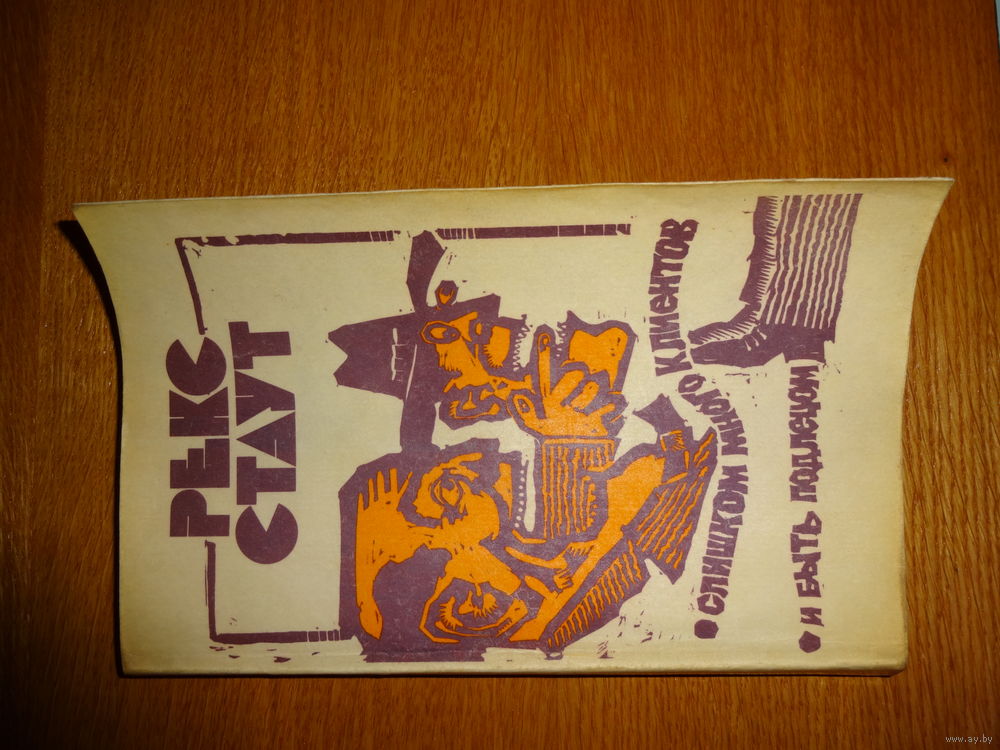 РЕКС
СТАУТ
• СЛИШКОМ МНОГО КЛИЕНТОВ
• И БЫТЬ ПОДЛЕЦОМ
www.ay.by